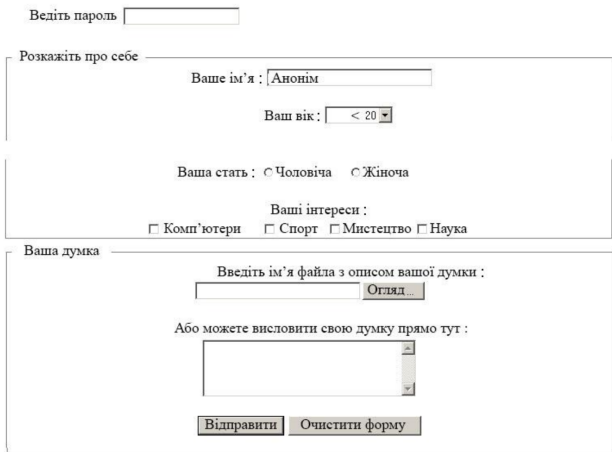 Ведіть пароль
Розкажіть про себе
Ваше ім’я : Анонім
Ваш вік : < 20
Ваша стать : Чоловіча Жіноча
Ваші інтереси :
Комп’ютери Спорт Мистецтво Наука
Ваша думка
Введіть ім’я файла з описом вашої думки :
Огляд...
Або можете висловити свою думку прямо тут :
Відправити Очистити форму